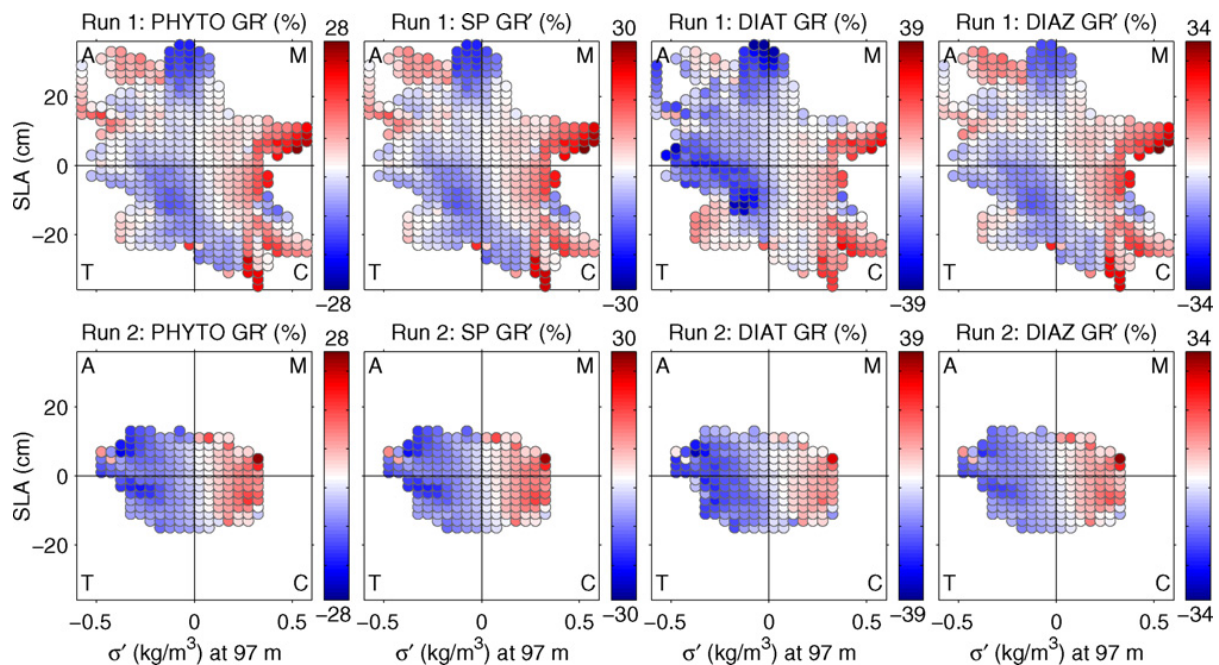 Run 1: PHYTO GR' (%) 28 Run 1: SP GR' (%) 30 Run 1: DIAT GR' (%) 39 Run 1: DIAZ GR' (%) 34
A M A M A M A M
20
SLA (cm)
0
−20
T C T C T C T C
−28 −30 −39 −34
Run 2: PHYTO GR' (%) 28 Run 2: SP GR' (%) 30 Run 2: DIAT GR' (%) 39 Run 2: DIAZ GR' (%) 34
A M A M A M A M
20
SLA (cm)
0
−20
T C T C T C T C
−28 −30 −39 −34
−0.5 0 0.5 −0.5 0 0.5 −0.5 0 0.5 −0.5 0 0.5
σ' (kg/m³) at 97 m σ' (kg/m³) at 97 m σ' (kg/m³) at 97 m σ' (kg/m³) at 97 m